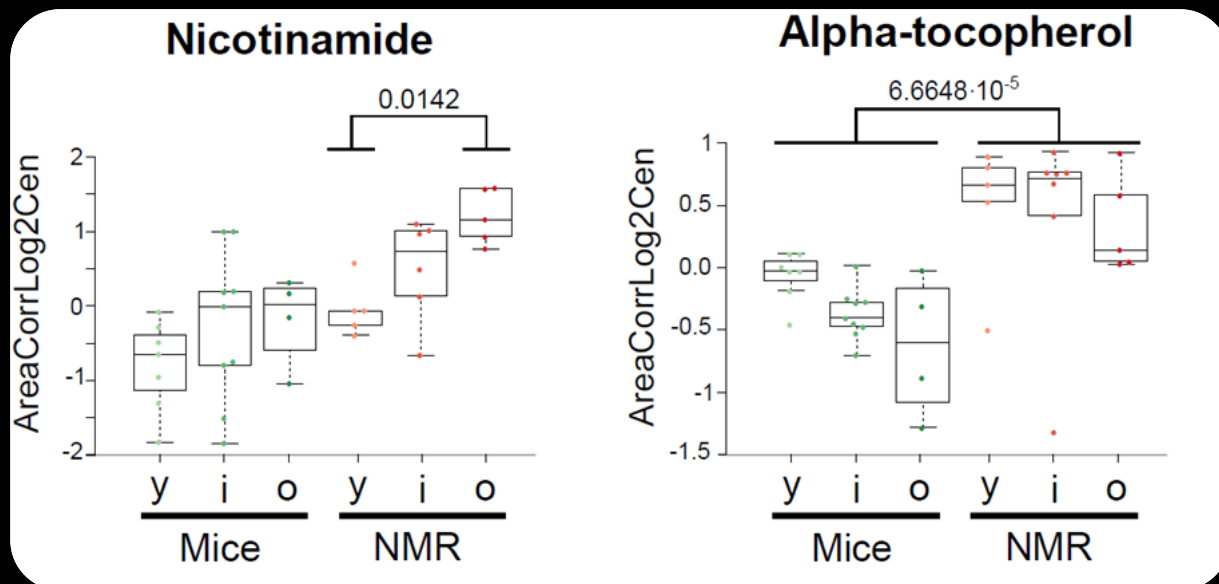 Nicotinamide
0.0142
AreaCorrLog2Cen
2
1
0
-1
-2
y i o y i o
Mice NMR
Alpha-tocopherol
6.6648·10-5
AreaCorrLog2Cen
1
0.5
0.0
-0.5
-1
-1.5
y i o y i o
Mice NMR